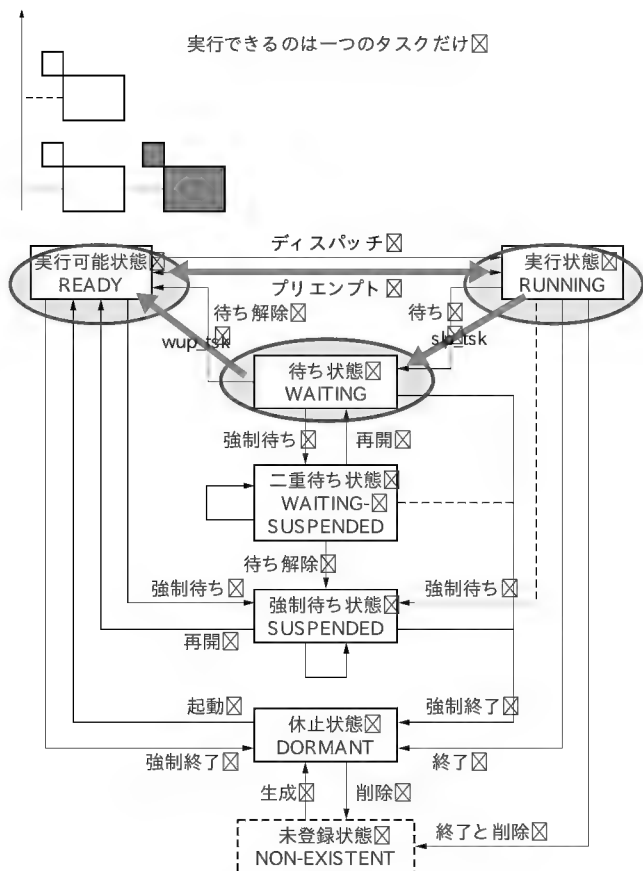 実行できるのは一つのタスクだけ
ディスパッチ
実行可能状態
READY
実行状態
RUNNING
プリエンプト
待ち解除
待ち
wup_tsk
slp_tsk
待ち状態
WAITING
強制待ち
再開
二重待ち状態
WAITING-
SUSPENDED
待ち解除
強制待ち
強制待ち
強制待ち状態
SUSPENDED
再開
起動
強制終了
休止状態
DORMANT
強制終了
終了
生成
削除
未登録状態
NON-EXISTENT
終了と削除